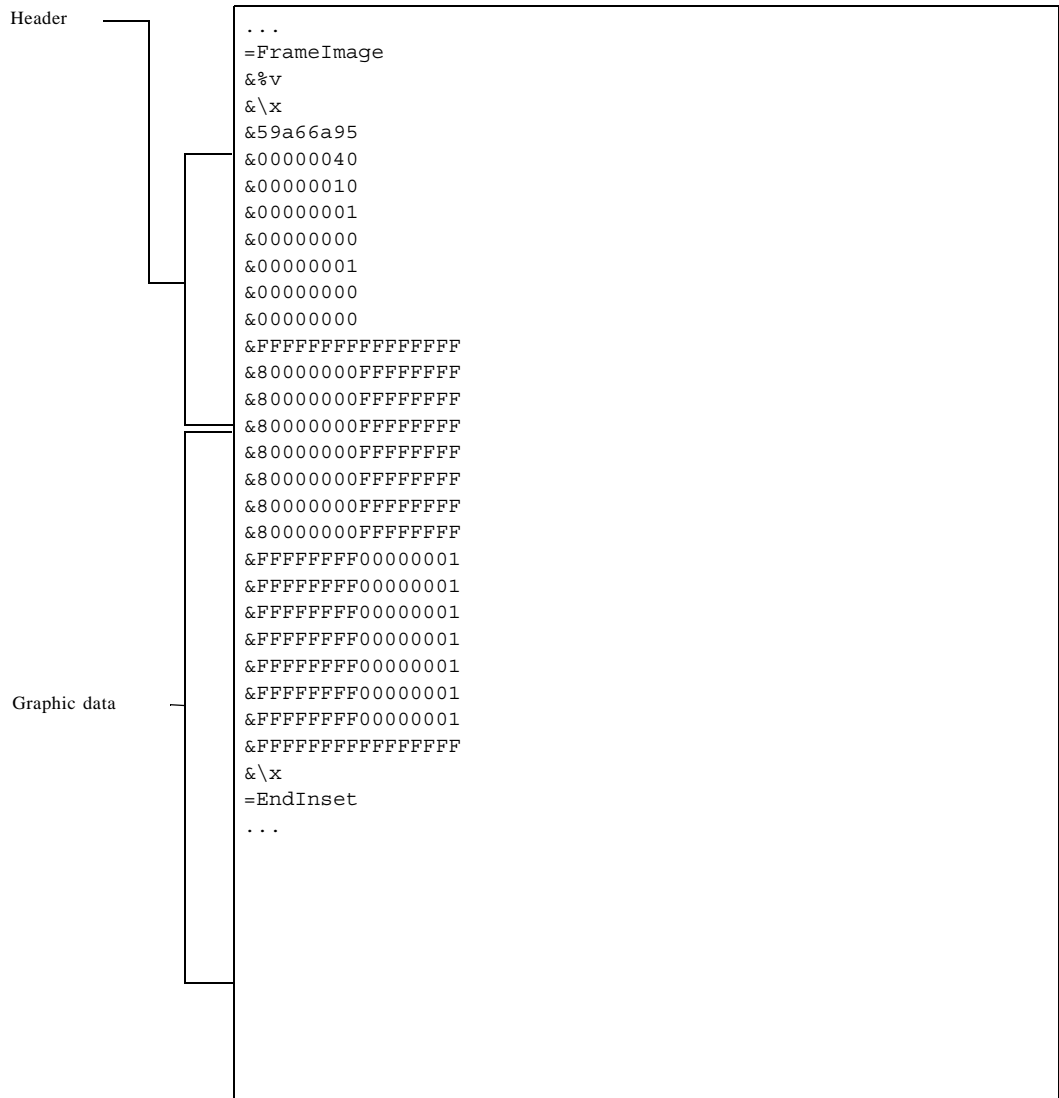 Header
...
=FrameImage
&%v
&\x
&59a66a95
&00000040
&00000010
&00000001
&00000000
&00000001
&00000000
&00000000
&FFFFFFFFFFFFFFFF
&80000000FFFFFFFF
&80000000FFFFFFFF
&80000000FFFFFFFF
&80000000FFFFFFFF
&80000000FFFFFFFF
&80000000FFFFFFFF
&80000000FFFFFFFF
&FFFFFFFF00000001
&FFFFFFFF00000001
&FFFFFFFF00000001
&FFFFFFFF00000001
&FFFFFFFF00000001
&FFFFFFFF00000001
Graphic data
&FFFFFFFF00000001
&FFFFFFFFFFFFFFFF
&\x
=EndInset
...